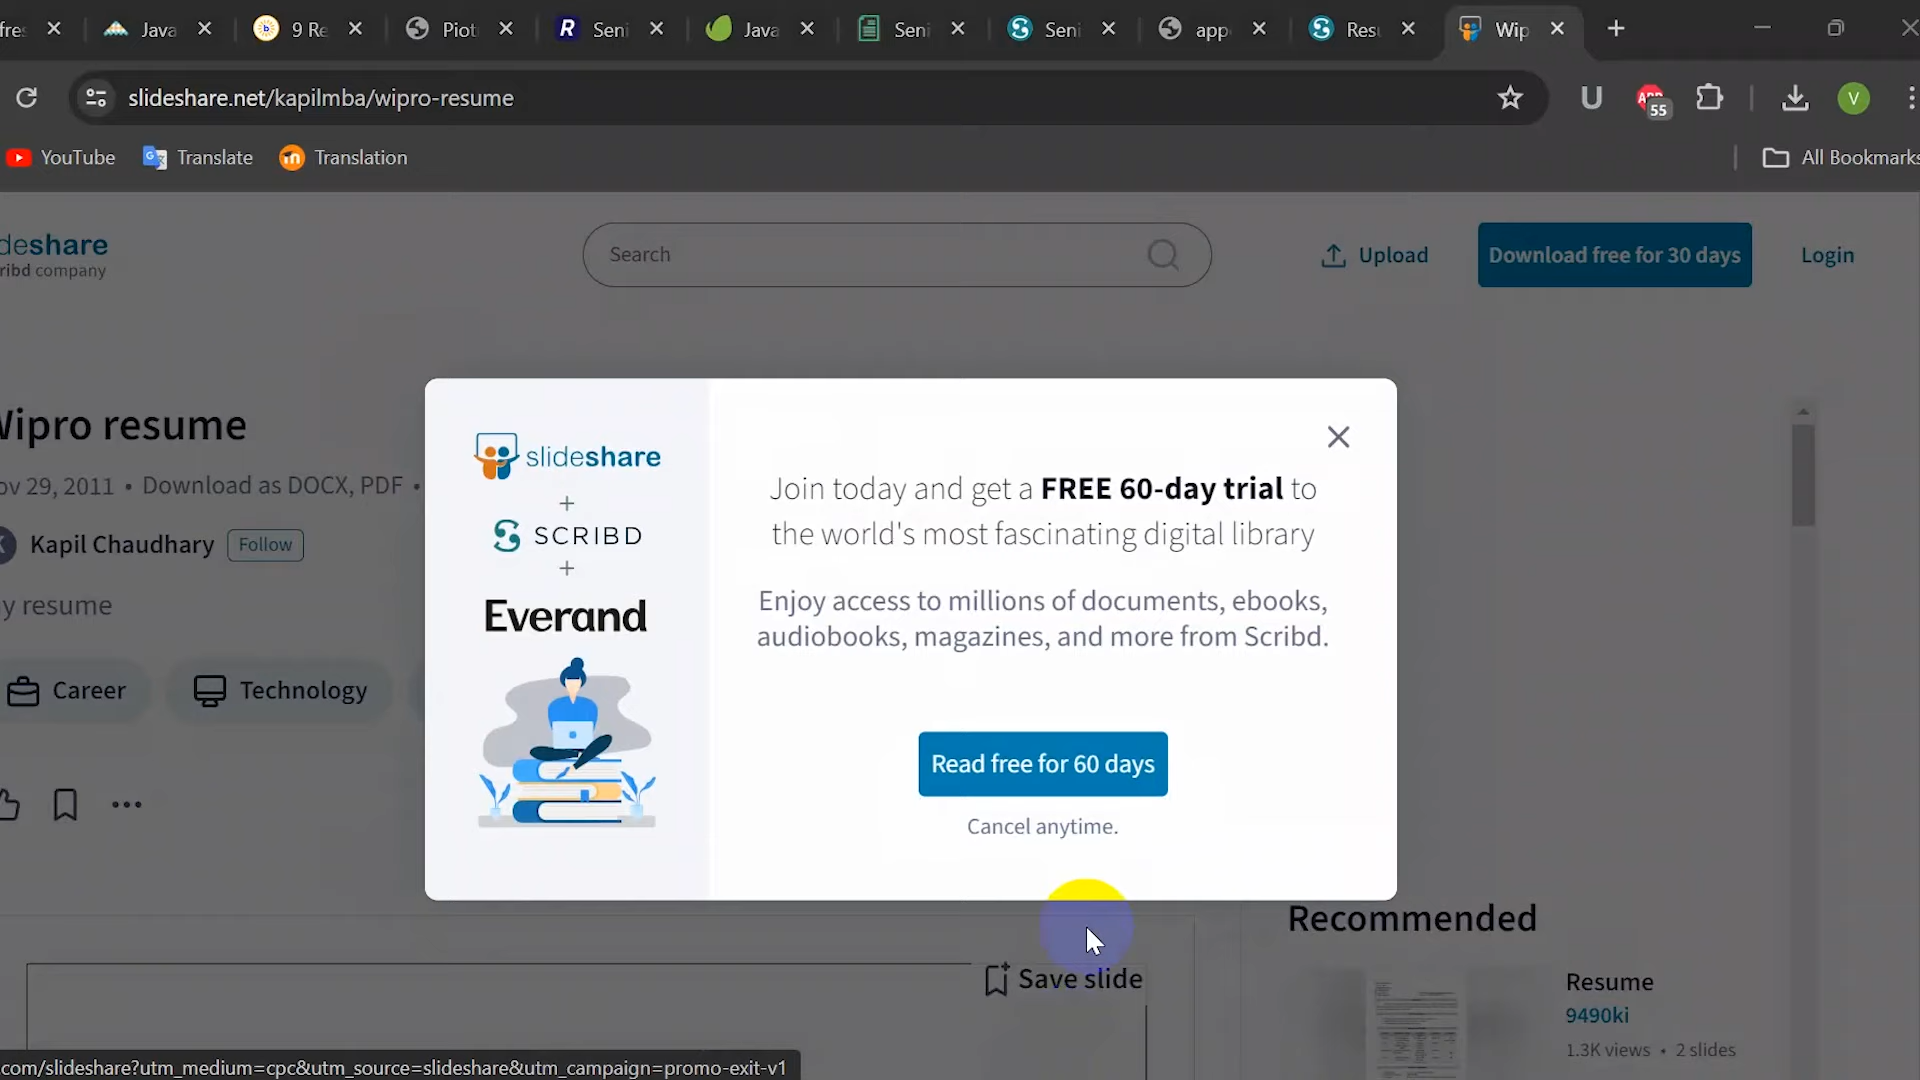 fres
Java
9 Re
Piot
Seni
Java
Seni
Seni
app
Resu
Wip
slideshare.net/kapilmba/wipro-resume
U
55
V
YouTube
Translate
Translation
All Bookmarks
ideshare
ribd company
Search
Upload
Download free for 30 days
Login
Wipro resume
ov 29, 2011 • Download as DOCX, PDF •
Kapil Chaudhary
Follow
y resume
Career
Technology
slideshare
+
SCRIBD
+
Everand
Join today and get a FREE 60-day trial to
the world's most fascinating digital library
Enjoy access to millions of documents, ebooks,
audiobooks, magazines, and more from Scribd.
Read free for 60 days
Cancel anytime.
Recommended
Save slide
Resume
9490ki
1.3K views • 2 slides
.com/slideshare?utm_medium=cpc&utm_source=slideshare&utm_campaign=promo-exit-v1